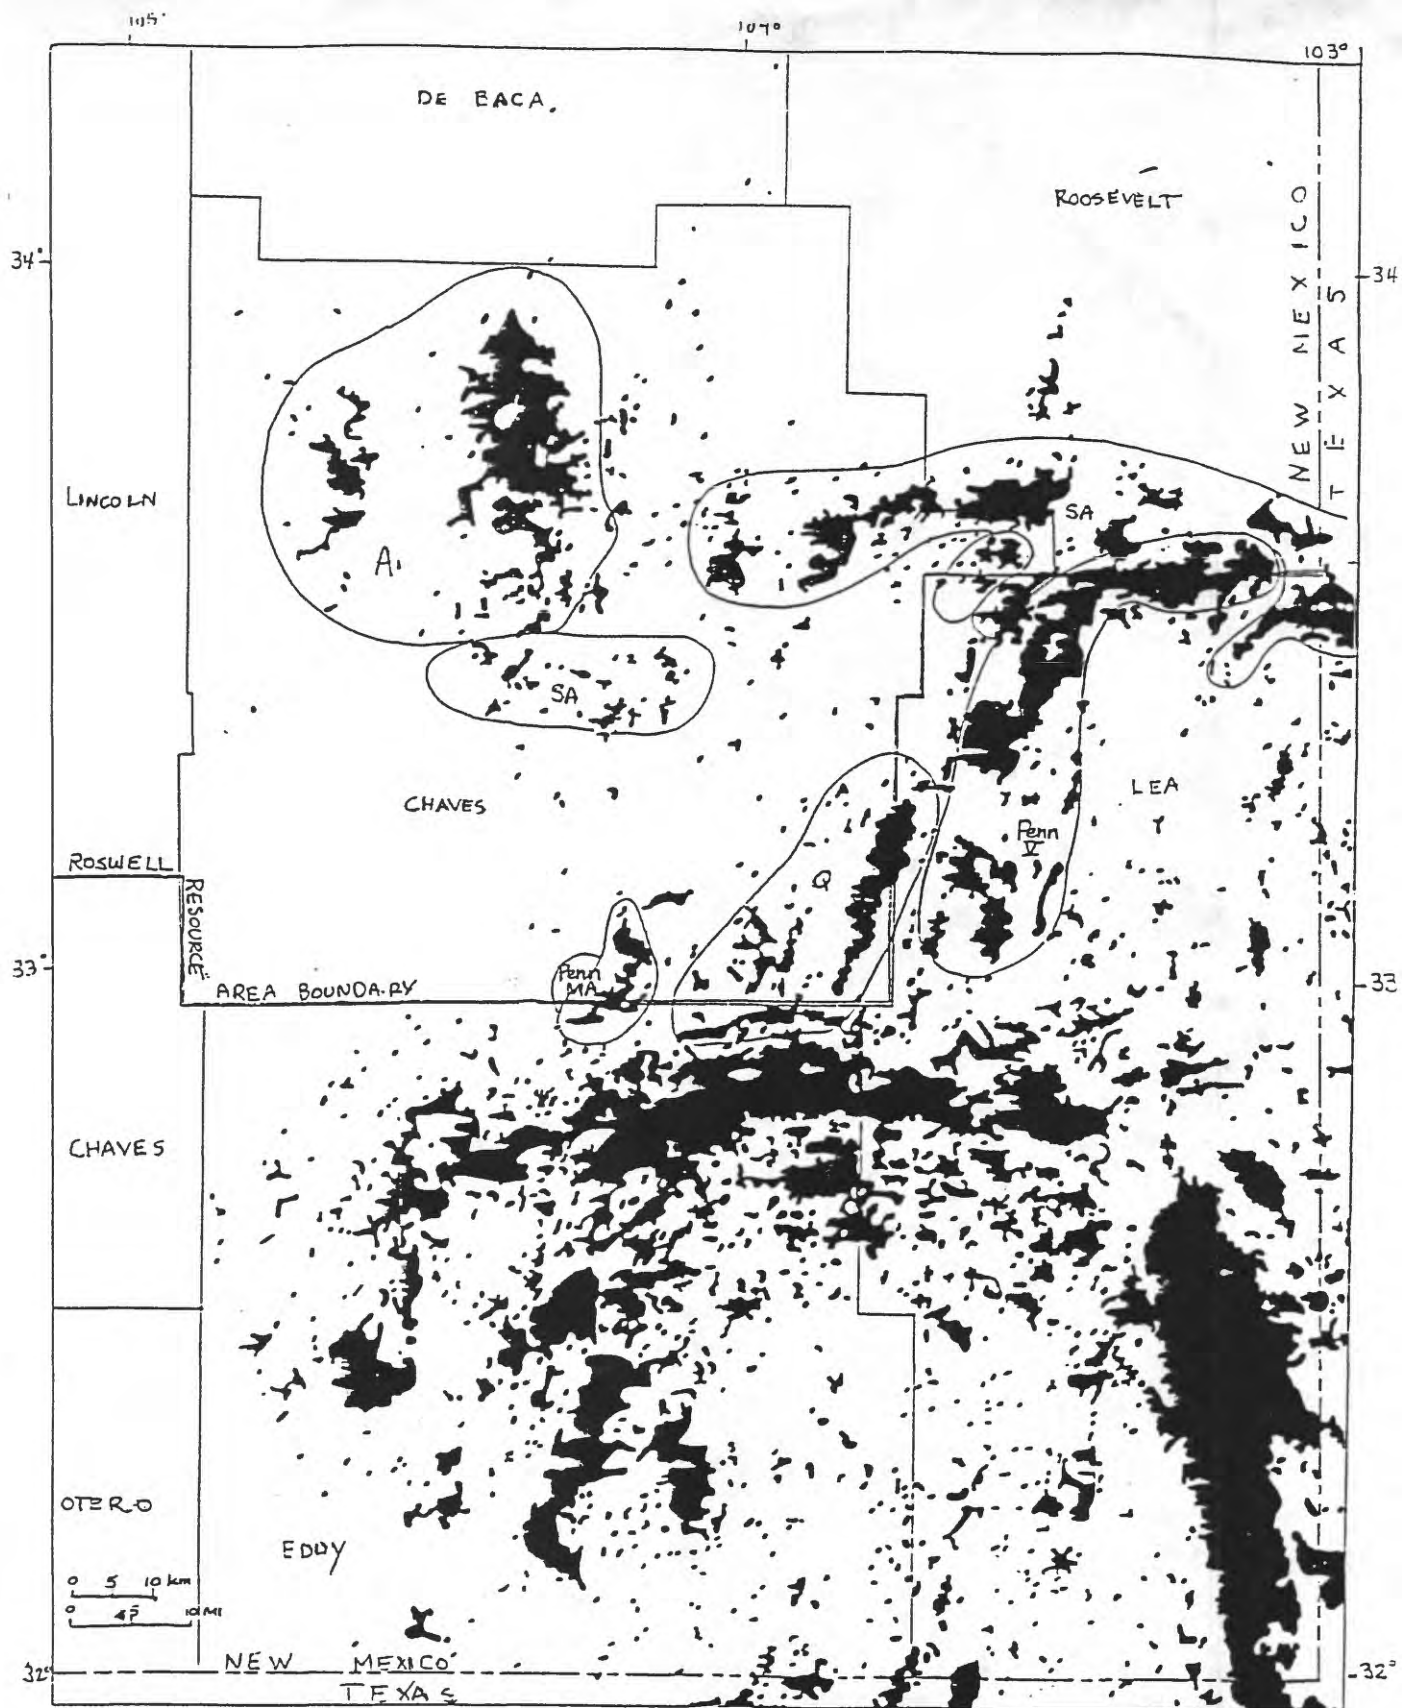 105°
104°
103°
DE BACA.
ROOSEVELT
34°
34
NEW MEXICO
TEXAS
LINCOLN
SA
A
SA
CHAVES
LEA
Penn
V
ROSWELL
Q
RESOURCE
33°
33
Penn
MA
AREA BOUNDARY
CHAVES
OTERO
EDDY
0 5 10 km
0 10 MI
NEW MEXICO
32°
32°
TEXAS